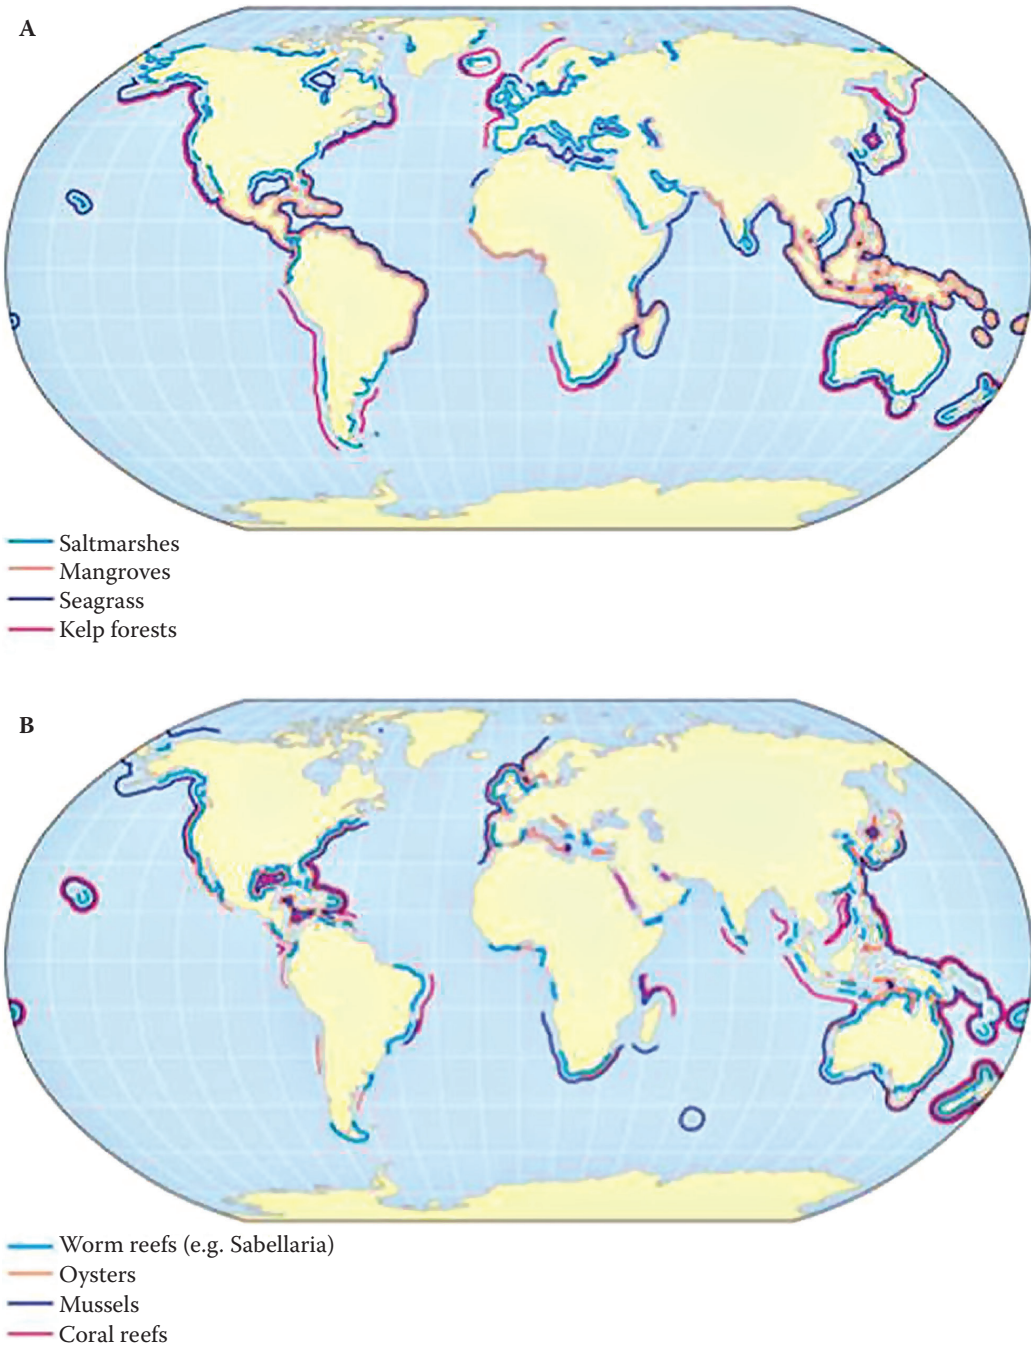 A
Saltmarshes
Mangroves
Seagrass
Kelp forests
B
Worm reefs (e.g. Sabellaria)
Oysters
Mussels
Coral reefs